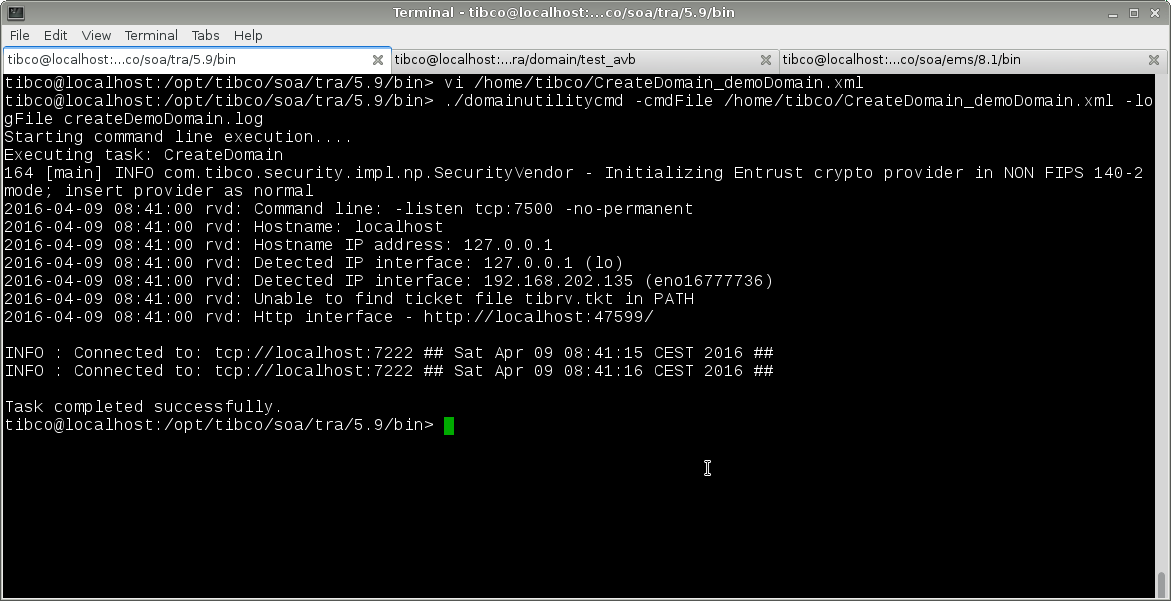 Terminal - tibco@localhost:...co/soa/tra/5.9/bin
File Edit View Terminal Tabs Help
tibco@localhost:...co/soa/tra/5.9/bin tibco@localhost:...ra/domain/test_avb tibco@localhost:...co/soa/ems/8.1/bin
tibco@localhost:/opt/tibco/soa/tra/5.9/bin> vi /home/tibco/CreateDomain_demoDomain.xml
tibco@localhost:/opt/tibco/soa/tra/5.9/bin> ./domainutilitycmd -cmdFile /home/tibco/CreateDomain_demoDomain.xml -lo
gFile createDemoDomain.log
Starting command line execution....
Executing task: CreateDomain
164 [main] INFO com.tibco.security.impl.np.SecurityVendor - Initializing Entrust crypto provider in NON FIPS 140-2
mode; insert provider as normal
2016-04-09 08:41:00 rvd: Command line: -listen tcp:7500 -no-permanent
2016-04-09 08:41:00 rvd: Hostname: localhost
2016-04-09 08:41:00 rvd: Hostname IP address: 127.0.0.1
2016-04-09 08:41:00 rvd: Detected IP interface: 127.0.0.1 (lo)
2016-04-09 08:41:00 rvd: Detected IP interface: 192.168.202.135 (eno16777736)
2016-04-09 08:41:00 rvd: Unable to find ticket file tibrv.tkt in PATH
2016-04-09 08:41:00 rvd: Http interface - http://localhost:47599/
INFO : Connected to: tcp://localhost:7222 ## Sat Apr 09 08:41:15 CEST 2016 ##
INFO : Connected to: tcp://localhost:7222 ## Sat Apr 09 08:41:16 CEST 2016 ##
Task completed successfully.
tibco@localhost:/opt/tibco/soa/tra/5.9/bin>